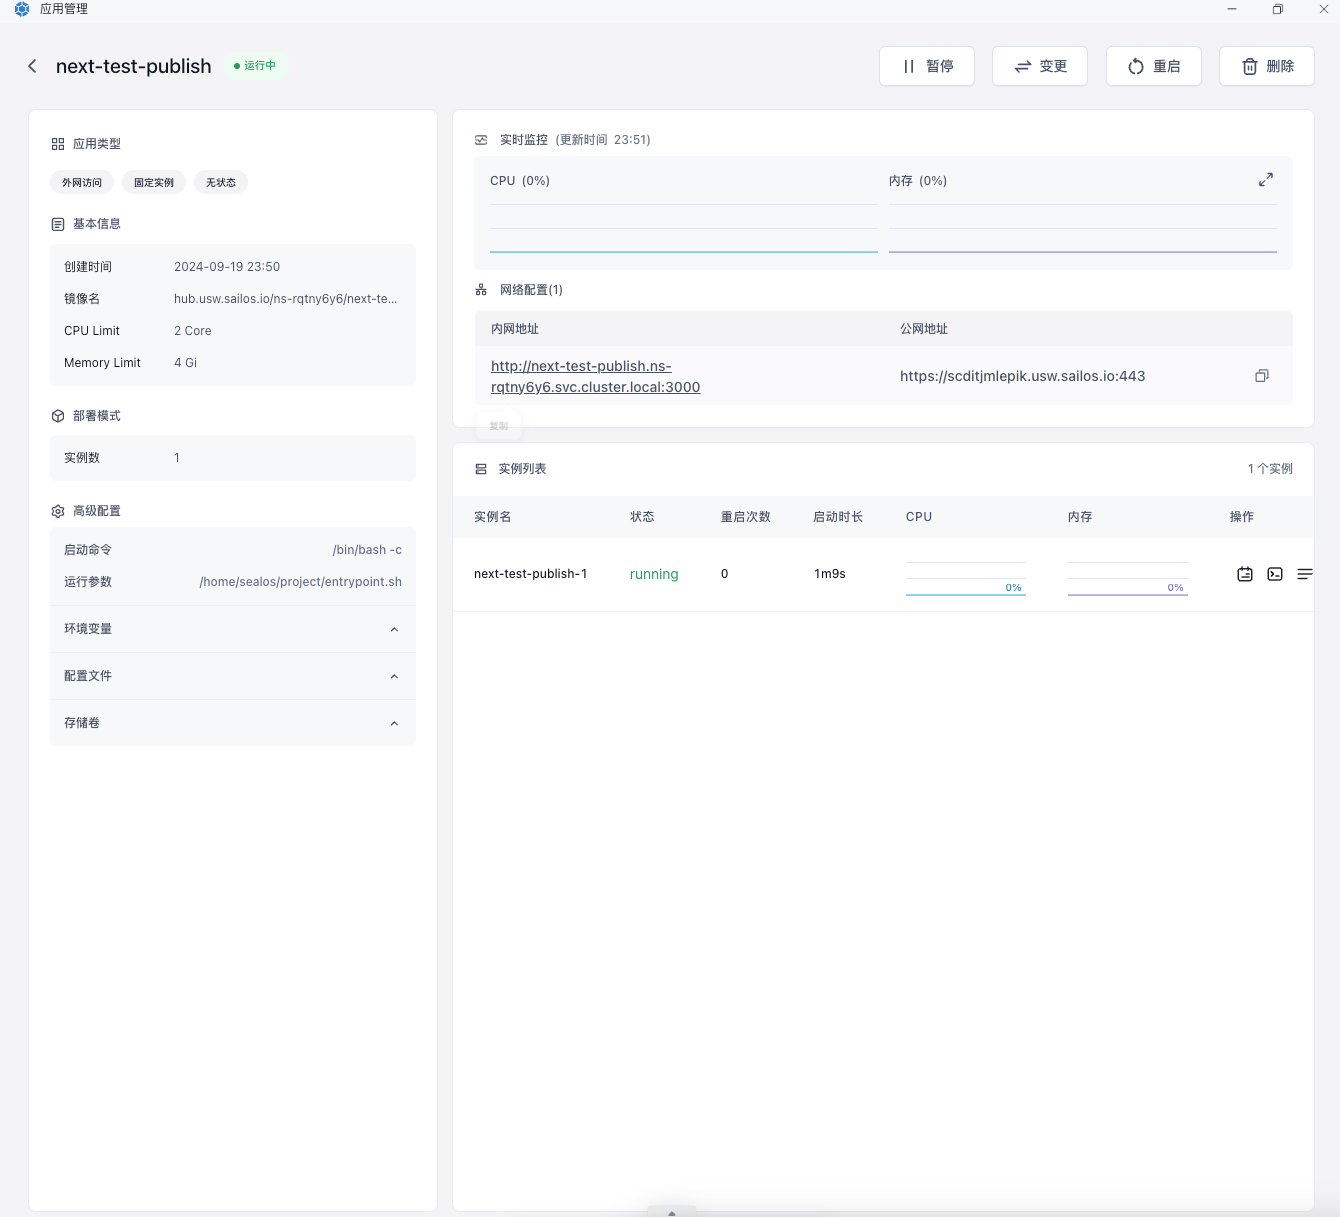 应用管理
next-test-publish
运行中
暂停
变更
重启
删除
应用类型
外网访问
固定实例
无状态
基本信息
创建时间 2024-09-19 23:50
镜像名 hub.usw.sailos.io/ns-rqtny6y6/next-te...
CPU Limit 2 Core
Memory Limit 4 Gi
部署模式
实例数 1
高级配置
启动命令 /bin/bash -c
运行参数 /home/sealos/project/entrypoint.sh
环境变量
配置文件
存储卷
实时监控 (更新时间 23:51)
CPU (0%)
内存 (0%)
网络配置(1)
内网地址 公网地址
http://next-test-publish.ns-
rqtny6y6.svc.cluster.local:3000
https://scditjmlepik.usw.sailos.io:443
复制
实例列表
1 个实例
实例名 状态 重启次数 启动时长 CPU 内存 操作
next-test-publish-1 running 0 1m9s 0% 0%